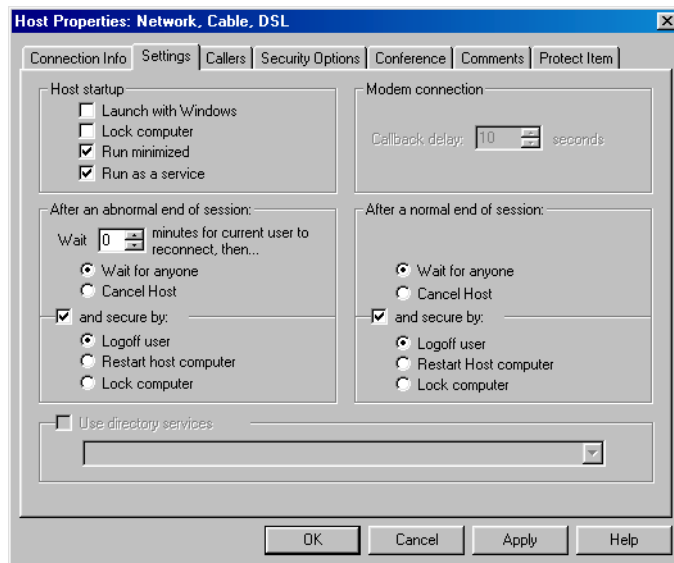 Host Properties: Network, Cable, DSL
Connection Info
Settings
Callers
Security Options
Conference
Comments
Protect Item
Host startup
Launch with Windows
Lock computer
Run minimized
Run as a service
Modem connection
Callback delay: 10 seconds
After an abnormal end of session:
Wait 0 minutes for current user to
reconnect, then...
Wait for anyone
Cancel Host
and secure by:
Logoff user
Restart host computer
Lock computer
After a normal end of session:
Wait for anyone
Cancel Host
and secure by:
Logoff user
Restart Host computer
Lock computer
Use directory services
OK
Cancel
Apply
Help